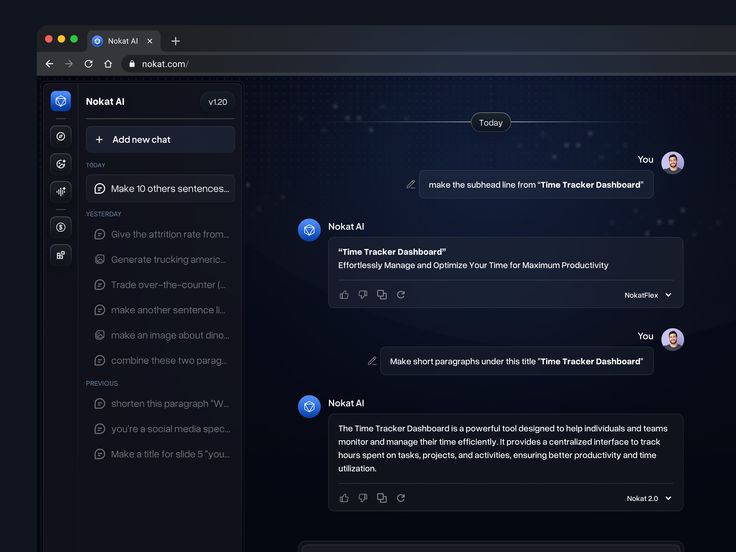 Nokat AI
nokat.com/
Nokat AI
v1.20
Add new chat
TODAY
Make 10 others sentences...
YESTERDAY
Give the attrition rate from...
Generate trucking americ...
Trade over-the-counter (...
make another sentence li...
make an image about dino...
combine these two parag...
PREVIOUS
shorten this paragraph "W...
you're a social media spec...
Make a title for slide 5 "you...
Today
You
make the subhead line from "Time Tracker Dashboard"
Nokat AI
"Time Tracker Dashboard"
Effortlessly Manage and Optimize Your Time for Maximum Productivity
NokatFlex
You
Make short paragraphs under this title "Time Tracker Dashboard"
Nokat AI
The Time Tracker Dashboard is a powerful tool designed to help individuals and teams
monitor and manage their time efficiently. It provides a centralized interface to track
hours spent on tasks, projects, and activities, ensuring better productivity and time
utilization.
Nokat 2.0